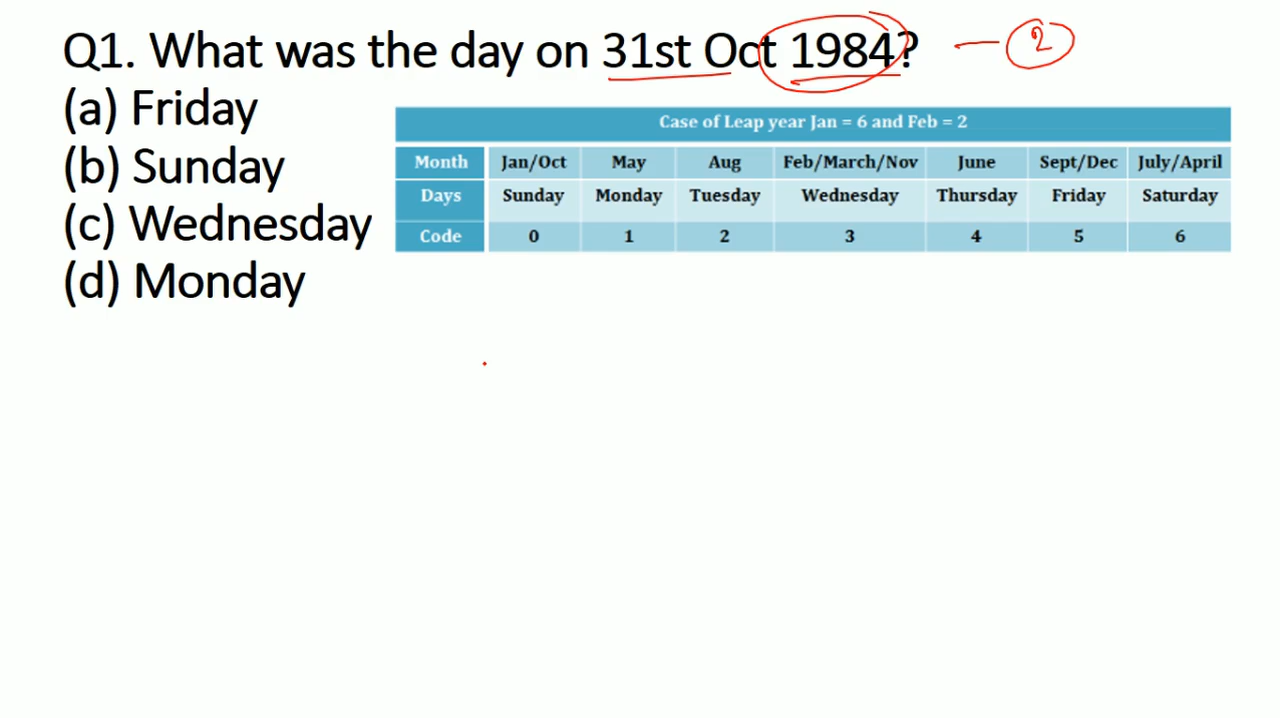 Q1. What was the day on 31st Oct 1984? — 2
(a) Friday
(b) Sunday
(c) Wednesday
(d) Monday
Case of Leap year Jan = 6 and Feb = 2
Month Jan/Oct May Aug Feb/March/Nov June Sept/Dec July/April
Days Sunday Monday Tuesday Wednesday Thursday Friday Saturday
Code 0 1 2 3 4 5 6